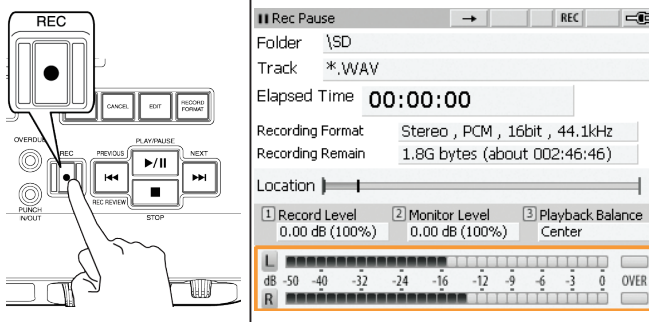 REC
CANCEL
EDIT
RECORD
FORMAT
REC
PREVIOUS
PLAY/PAUSE
NEXT
REC REVIEW
STOP
PUNCH
IN/OUT
Rec Pause
REC
Folder \SD
Track *.WAV
Elapsed Time 00:00:00
Recording Format Stereo , PCM , 16bit , 44.1kHz
Recording Remain 1.8G bytes (about 002:46:46)
Location
1 Record Level 2 Monitor Level 3 Playback Balance
0.00 dB (100%) 0.00 dB (100%) Center
L
dB -50 -40 -32 -24 -16 -12 -9 -6 -3 0 OVER
R